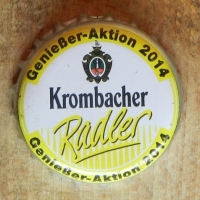 Genießer-Aktion 2014
Krombacher
Radler
Genießer-Aktion 2014